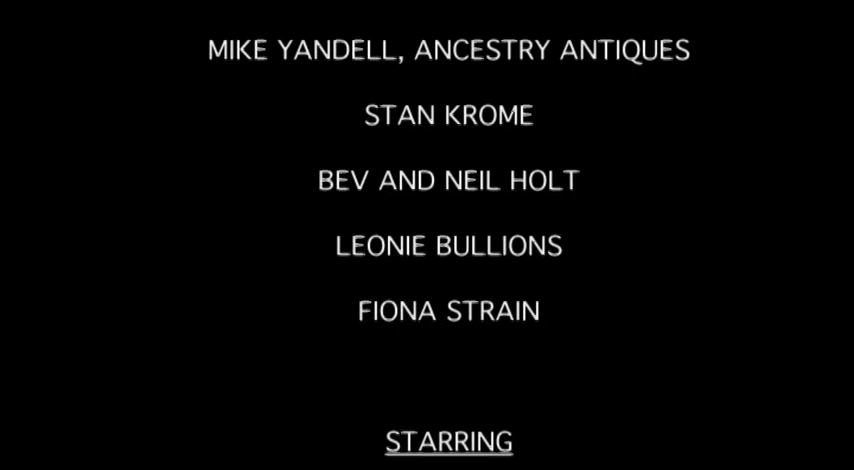 MIKE YANDELL, ANCESTRY ANTIQUES
STAN KROME
BEV AND NEIL HOLT
LEONIE BULLIONS
FIONA STRAIN
STARRING